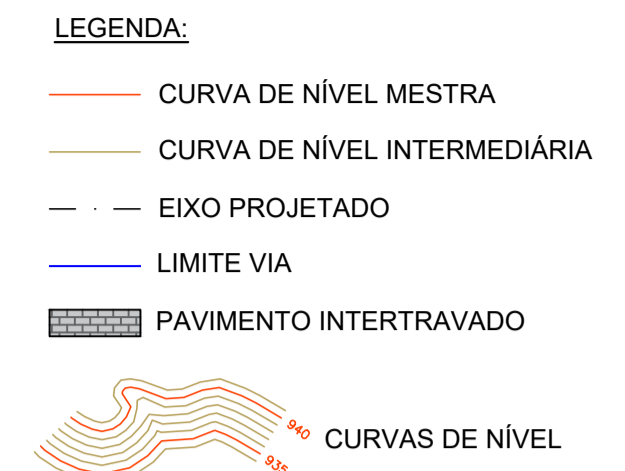 LEGENDA:
CURVA DE NÍVEL MESTRA
CURVA DE NÍVEL INTERMEDIÁRIA
EIXO PROJETADO
LIMITE VIA
PAVIMENTO INTERTRAVADO
940
CURVAS DE NÍVEL
935